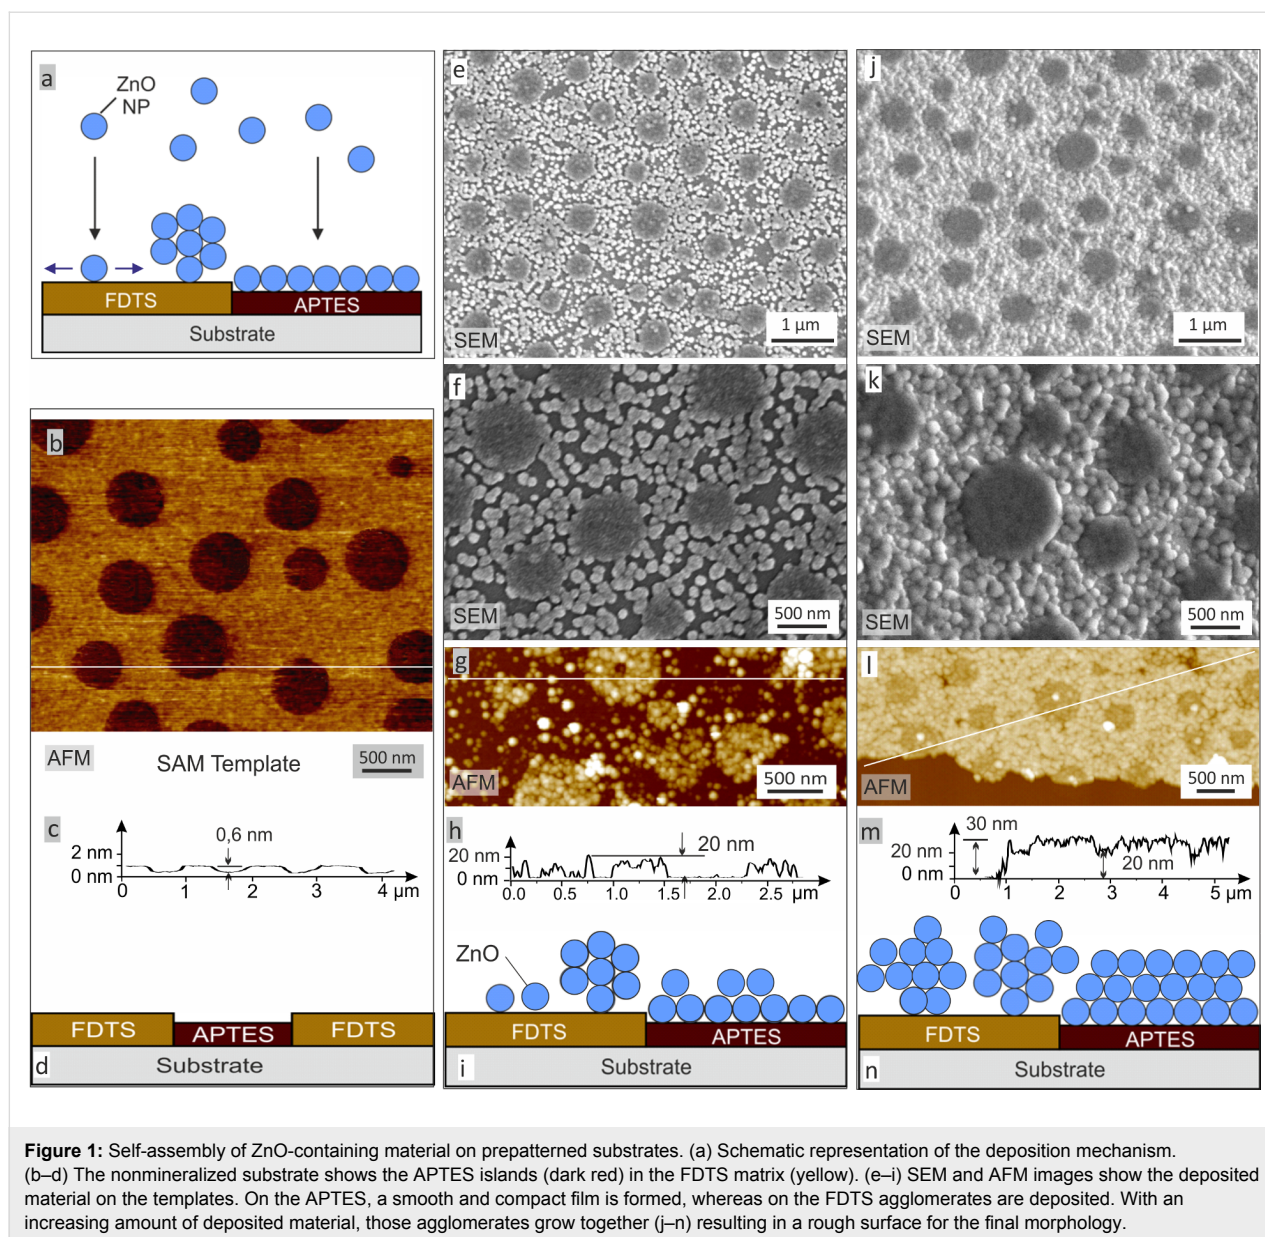 a
ZnO
NP
FDTS
APTES
Substrate
b
AFM
SAM Template
500 nm
c
0,6 nm
2 nm
0 nm
0
1
2
3
4 µm
FDTS
APTES
FDTS
d
Substrate
e
SEM
1 µm
f
SEM
500 nm
g
AFM
500 nm
h
20 nm
20 nm
0 nm
0.0
0.5
1.0
1.5
2.0
2.5
µm
ZnO
FDTS
APTES
i
Substrate
j
SEM
1 µm
k
SEM
500 nm
l
AFM
500 nm
m
30 nm
20 nm
20 nm
0 nm
0
1
2
3
4
5 µm
FDTS
APTES
n
Substrate
Figure 1: Self-assembly of ZnO-containing material on prepatterned substrates. (a) Schematic representation of the deposition mechanism.
(b–d) The nonmineralized substrate shows the APTES islands (dark red) in the FDTS matrix (yellow). (e–i) SEM and AFM images show the deposited
material on the templates. On the APTES, a smooth and compact film is formed, whereas on the FDTS agglomerates are deposited. With an
increasing amount of deposited material, those agglomerates grow together (j–n) resulting in a rough surface for the final morphology.